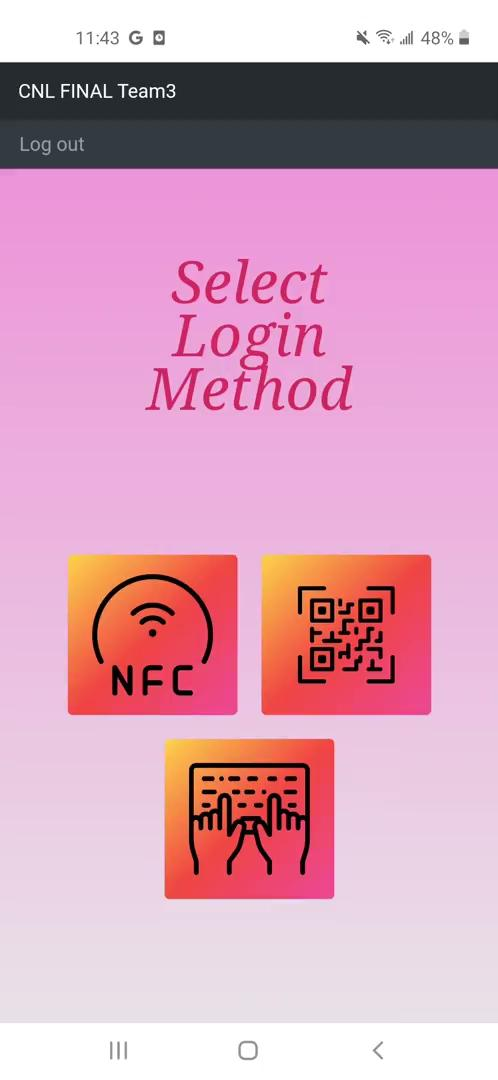 11:43 G 48%
CNL FINAL Team3
Log out
Select
Login
Method
NFC